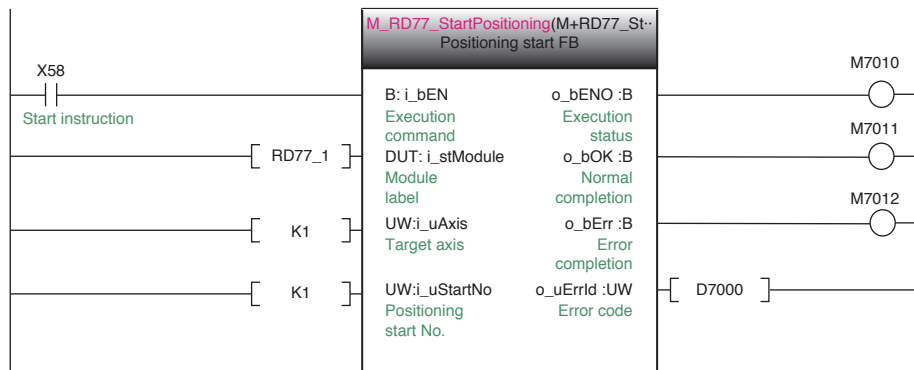 M_RD77_StartPositioning(M+RD77_St··
Positioning start FB
X58
Start instruction
B: i_bEN
Execution
command
o_bENO :B
Execution
status
M7010
RD77_1
DUT: i_stModule
Module
label
o_bOK :B
Normal
completion
M7011
K1
UW:i_uAxis
Target axis
o_bErr :B
Error
completion
M7012
K1
UW:i_uStartNo
Positioning
start No.
o_uErrId :UW
Error code
D7000